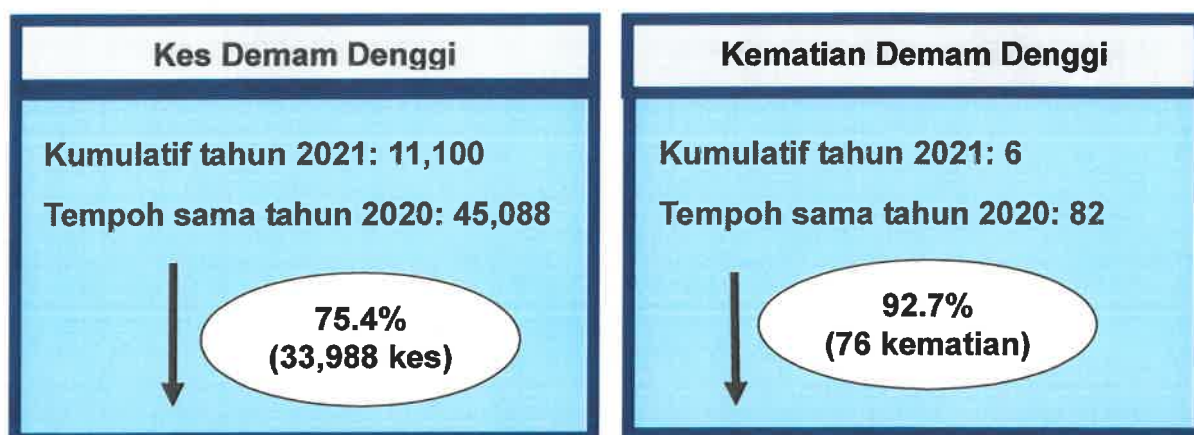 Kes Demam Denggi
Kumulatif tahun 2021: 11,100
Tempoh sama tahun 2020: 45,088
75.4%
(33,988 kes)
Kematian Demam Denggi
Kumulatif tahun 2021: 6
Tempoh sama tahun 2020: 82
92.7%
(76 kematian)